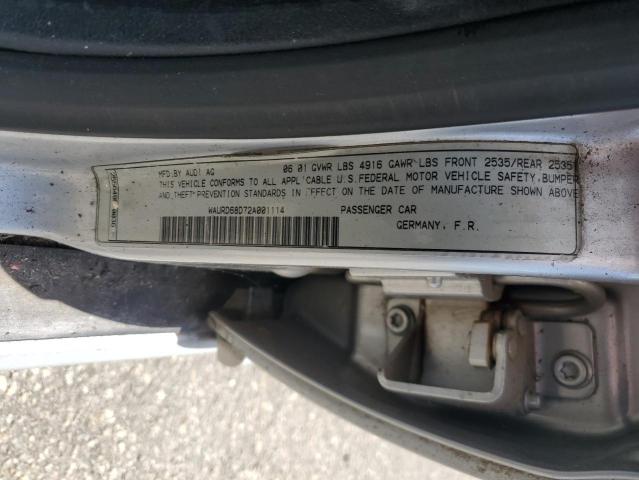 MFD.BY AUDI AG 06 01 GVWR LBS 4916 GAWR LBS FRONT 2535/REAR 2535
THIS VEHICLE CONFORMS TO ALL APPLICABLE U.S.FEDERAL MOTOR VEHICLE SAFETY,BUMPER
AND THEFT PREVENTION STANDARDS IN EFFECT ON THE DATE OF MANUFACTURE SHOWN ABOVE
WAURD68D72A001114 PASSENGER CAR
GERMANY, F.R.